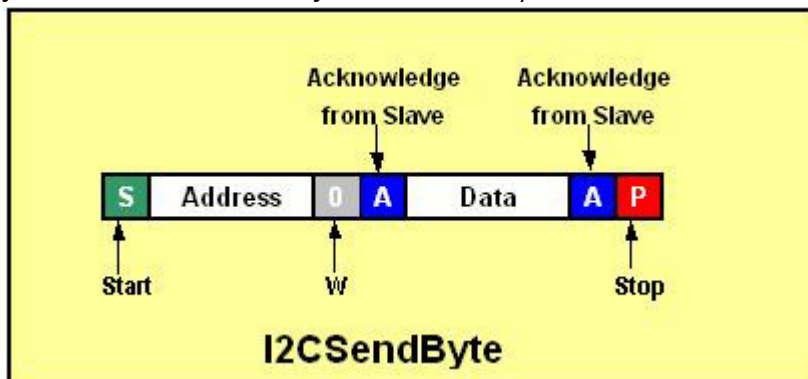 Acknowledge Acknowledge
from Slave from Slave
S Address 0 A Data A P
Start W Stop
I2CSendByte